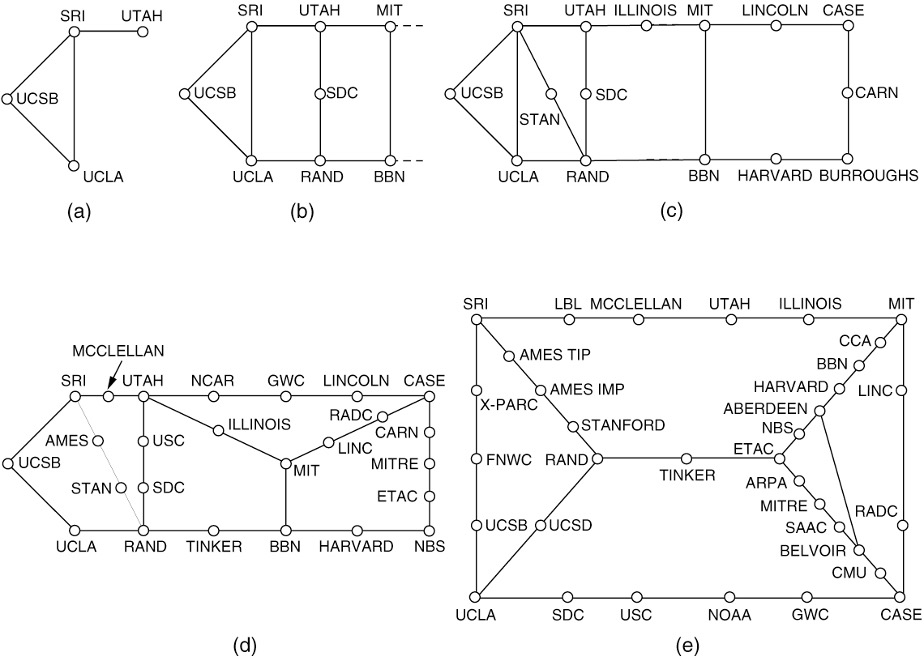 SRI UTAH
UCSB
UCLA
(a)
SRI UTAH MIT
UCSB SDC
UCLA RAND BBN
(b)
SRI UTAH ILLINOIS MIT LINCOLN CASE
UCSB SDC CARN
STAN
UCLA RAND BBN HARVARD BURROUGHS
(c)
MCCLELLAN
SRI UTAH NCAR GWC LINCOLN CASE
RADC
ILLINOIS CARN
AMES USC LINC
UCSB MIT MITRE
STAN SDC ETAC
UCLA RAND TINKER BBN HARVARD NBS
(d)
SRI LBL MCCLELLAN UTAH ILLINOIS MIT
CCA
AMES TIP BBN
X-PARC AMES IMP HARVARD LINC
ABERDEEN
STANFORD NBS
FNWC RAND TINKER ETAC
ARPA
MITRE
UCSB UCSD SAAC RADC
BELVOIR
CMU
UCLA SDC USC NOAA GWC CASE
(e)